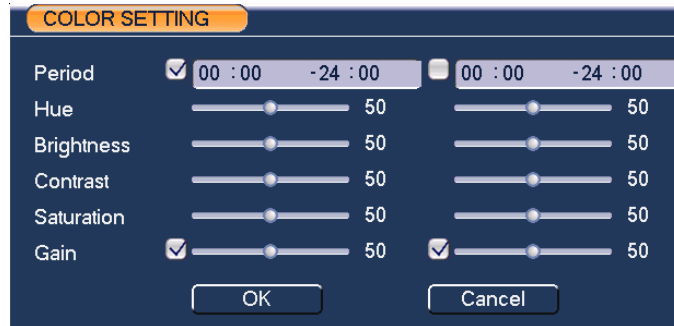 COLOR SETTING
Period 00 :00 -24 :00 00 :00 -24 :00
Hue 50 50
Brightness 50 50
Contrast 50 50
Saturation 50 50
Gain 50 50
OK Cancel